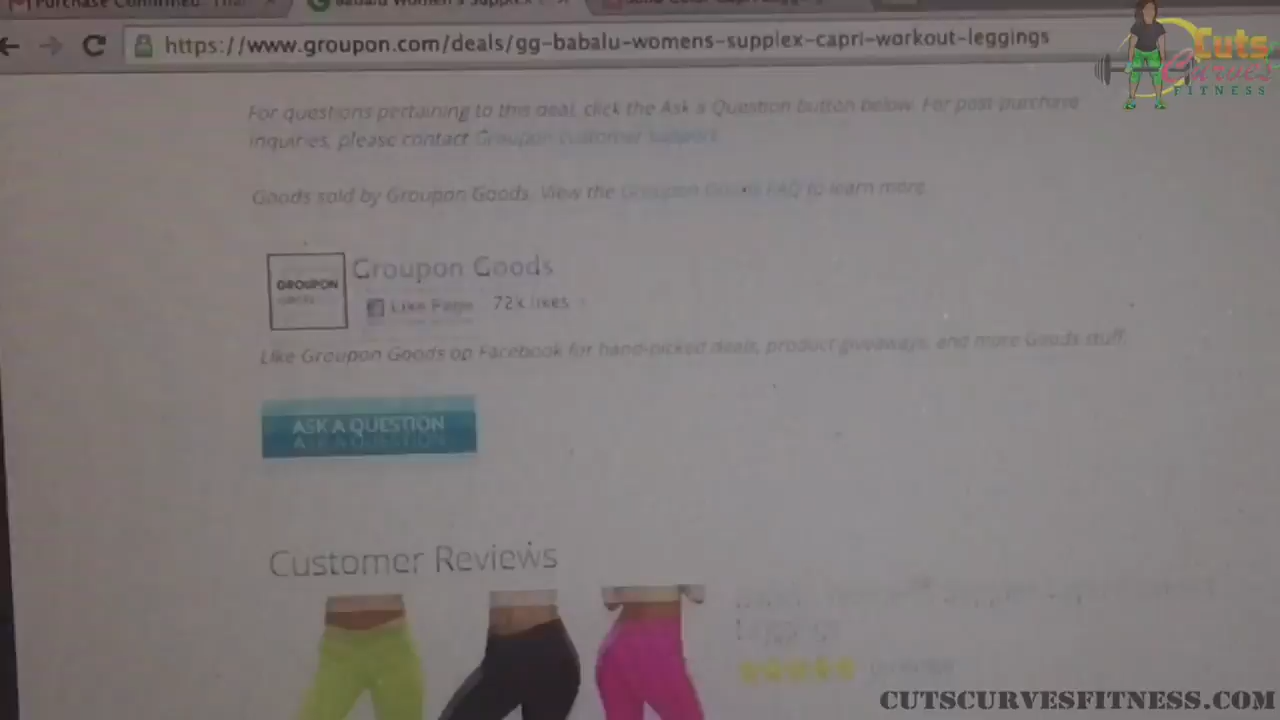 Purchase Confirmed: Tha
Babalu Women's Supplex
https://www.groupon.com/deals/gg-babalu-womens-supplex-capri-workout-leggings
Cuts
Curves
FITNESS
For questions pertaining to this deal, click the Ask a Question button below. For post-purchase
inquiries, please contact Groupon customer support.
Goods sold by Groupon Goods. View the Groupon Goods FAQ to learn more.
GROUPON
Groupon Goods
Like Page 72k likes
Like Groupon Goods on Facebook for hand-picked deals, product giveaways, and more Goods stuff.
ASK A QUESTION
Customer Reviews
CUTSCURVESFITNESS.COM